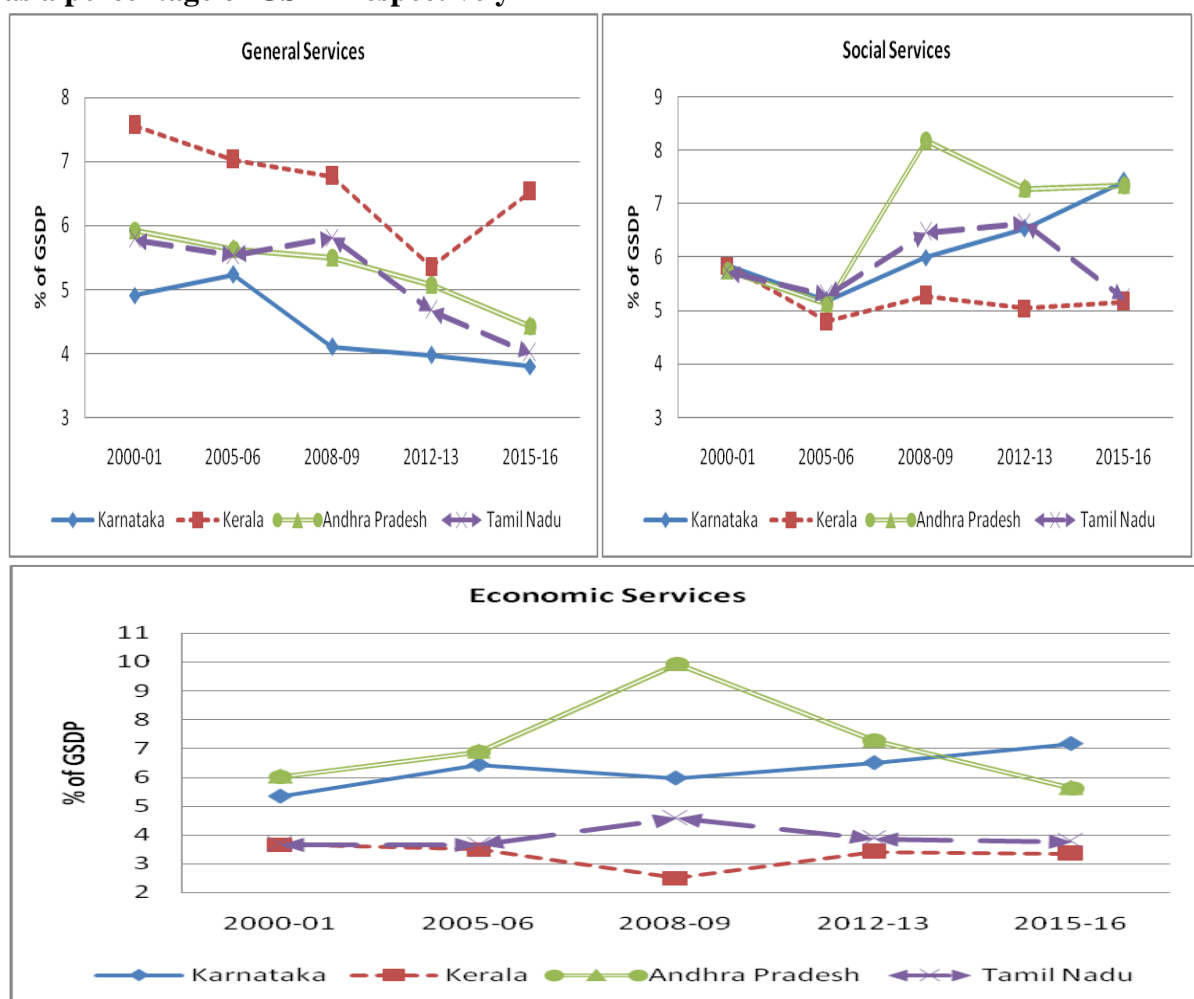 General Services
8
7
6
5
4
3
% of GSDP
2000-01 2005-06 2008-09 2012-13 2015-16
Karnataka Kerala Andhra Pradesh Tamil Nadu
Social Services
9
8
7
6
5
4
3
% of GSDP
2000-01 2005-06 2008-09 2012-13 2015-16
Karnataka Kerala Andhra Pradesh Tamil Nadu
Economic Services
11
10
9
8
7
6
5
4
3
2
% of GSDP
2000-01 2005-06 2008-09 2012-13 2015-16
Karnataka Kerala Andhra Pradesh Tamil Nadu